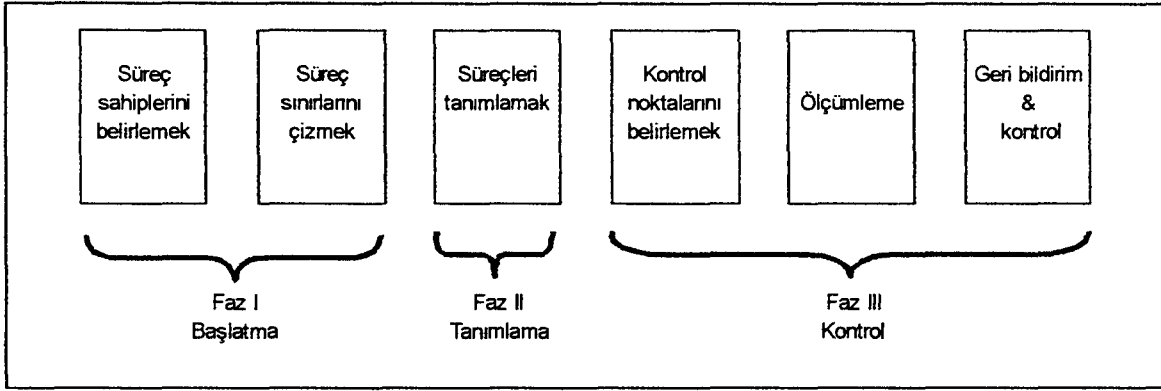 Süreç
sahiplerini
belirlemek
Süreç
sınırlarını
çizmek
Süreçleri
tanımlamak
Kontrol
noktalarını
belirlemek
Ölçümleme
Geri bildirim
&
kontrol
Faz I
Başlatma
Faz II
Tanımlama
Faz III
Kontrol